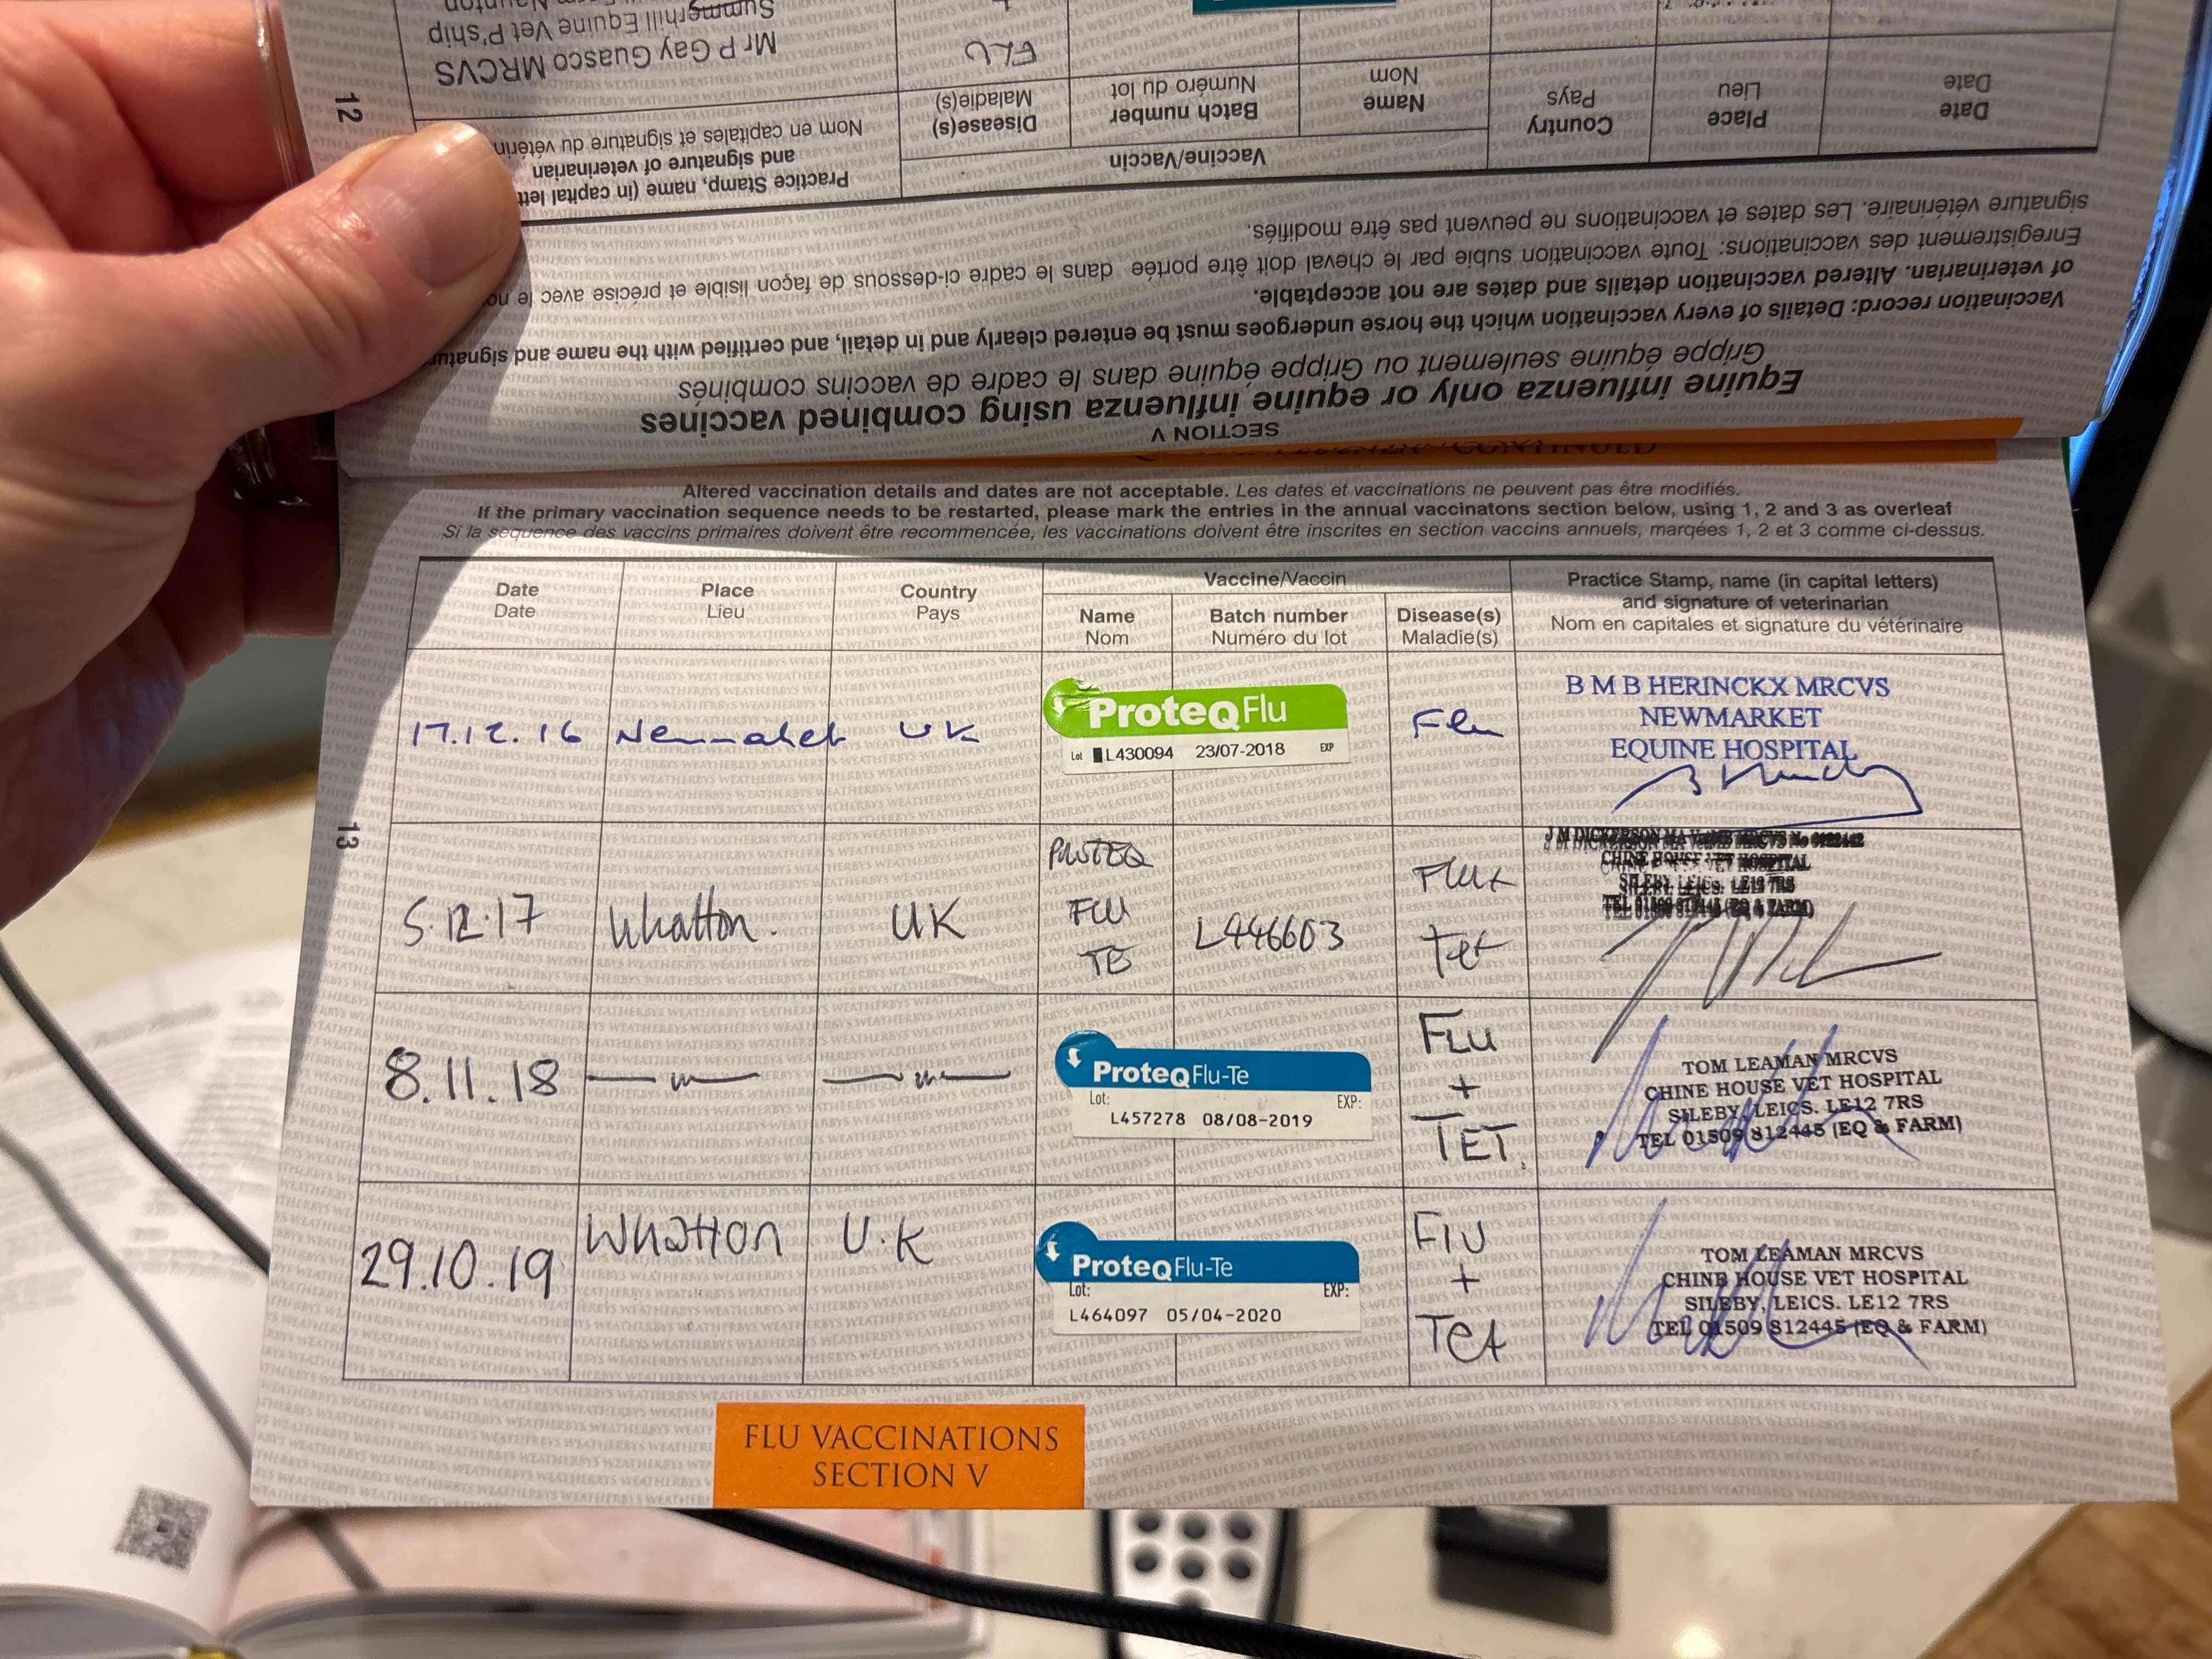 Summerhill Equine Vet P'ship
Mr P Gay Guasco MRCVS
FLU
12
Date
Date
Place
Lieu
Country
Pays
Name
Nom
Batch number
Numéro du lot
Disease(s)
Maladie(s)
Vaccine/Vaccin
Practice Stamp, name (in capital lett
and signature of veterinarian
Nom en capitales et signature du vétérin
Vaccination record: Details of every vaccination which the horse undergoes must be entered clearly and in detail, and certified with the name and signatu
of veterinarian. Altered vaccination details and dates are not acceptable.
Enregistrement des vaccinations: Toute vaccination subie par le cheval doit être portée dans le cadre ci-dessous de façon lisible et précise avec le no
signature vétérinaire. Les dates et vaccinations ne peuvent pas être modifiés.
Equine influenza only or equine influenza using combined vaccines
Grippe équine seulement ou Grippe équine dans le cadre de vaccins combinés
SECTION V
CONTINUED
Altered vaccination details and dates are not acceptable. Les dates et vaccinations ne peuvent pas être modifiés.
If the primary vaccination sequence needs to be restarted, please mark the entries in the annual vaccinatons section below, using 1, 2 and 3 as overleaf
Si la sequence des vaccins primaires doivent être recommencée, les vaccinations doivent être inscrites en section vaccins annuels, marqées 1, 2 et 3 comme ci-dessus.
Date
Date
Place
Lieu
Country
Pays
Vaccine/Vaccin
Name
Nom
Batch number
Numéro du lot
Disease(s)
Maladie(s)
Practice Stamp, name (in capital letters)
and signature of veterinarian
Nom en capitales et signature du vétérinaire
17.12.16 Newmarket UK
ProteqFlu
Lot L430094 23/07-2018 EXP
Flu
B M B HERINCKX MRCVS
NEWMARKET
EQUINE HOSPITAL
13
5.12.17 Whatton. UK
PROTEQ
FLU
TE
L446603
Flu +
Tet
J M DICKERSON MA MRCVS
CHINE HOUSE VET HOSPITAL
SILEBY, LEICS. LE12 7RS
TEL 01509 812445 (EQ & FARM)
8.11.18
ProteqFlu-Te
Lot: EXP:
L457278 08/08-2019
FLU
+
TET.
TOM LEAMAN MRCVS
CHINE HOUSE VET HOSPITAL
SILEBY, LEICS. LE12 7RS
TEL 01509 812445 (EQ & FARM)
29.10.19 Whatton U.K
ProteqFlu-Te
Lot: EXP:
L464097 05/04-2020
Flu
+
Tet
TOM LEAMAN MRCVS
CHINE HOUSE VET HOSPITAL
SILEBY, LEICS. LE12 7RS
TEL 01509 812445 (EQ & FARM)
FLU VACCINATIONS
SECTION V